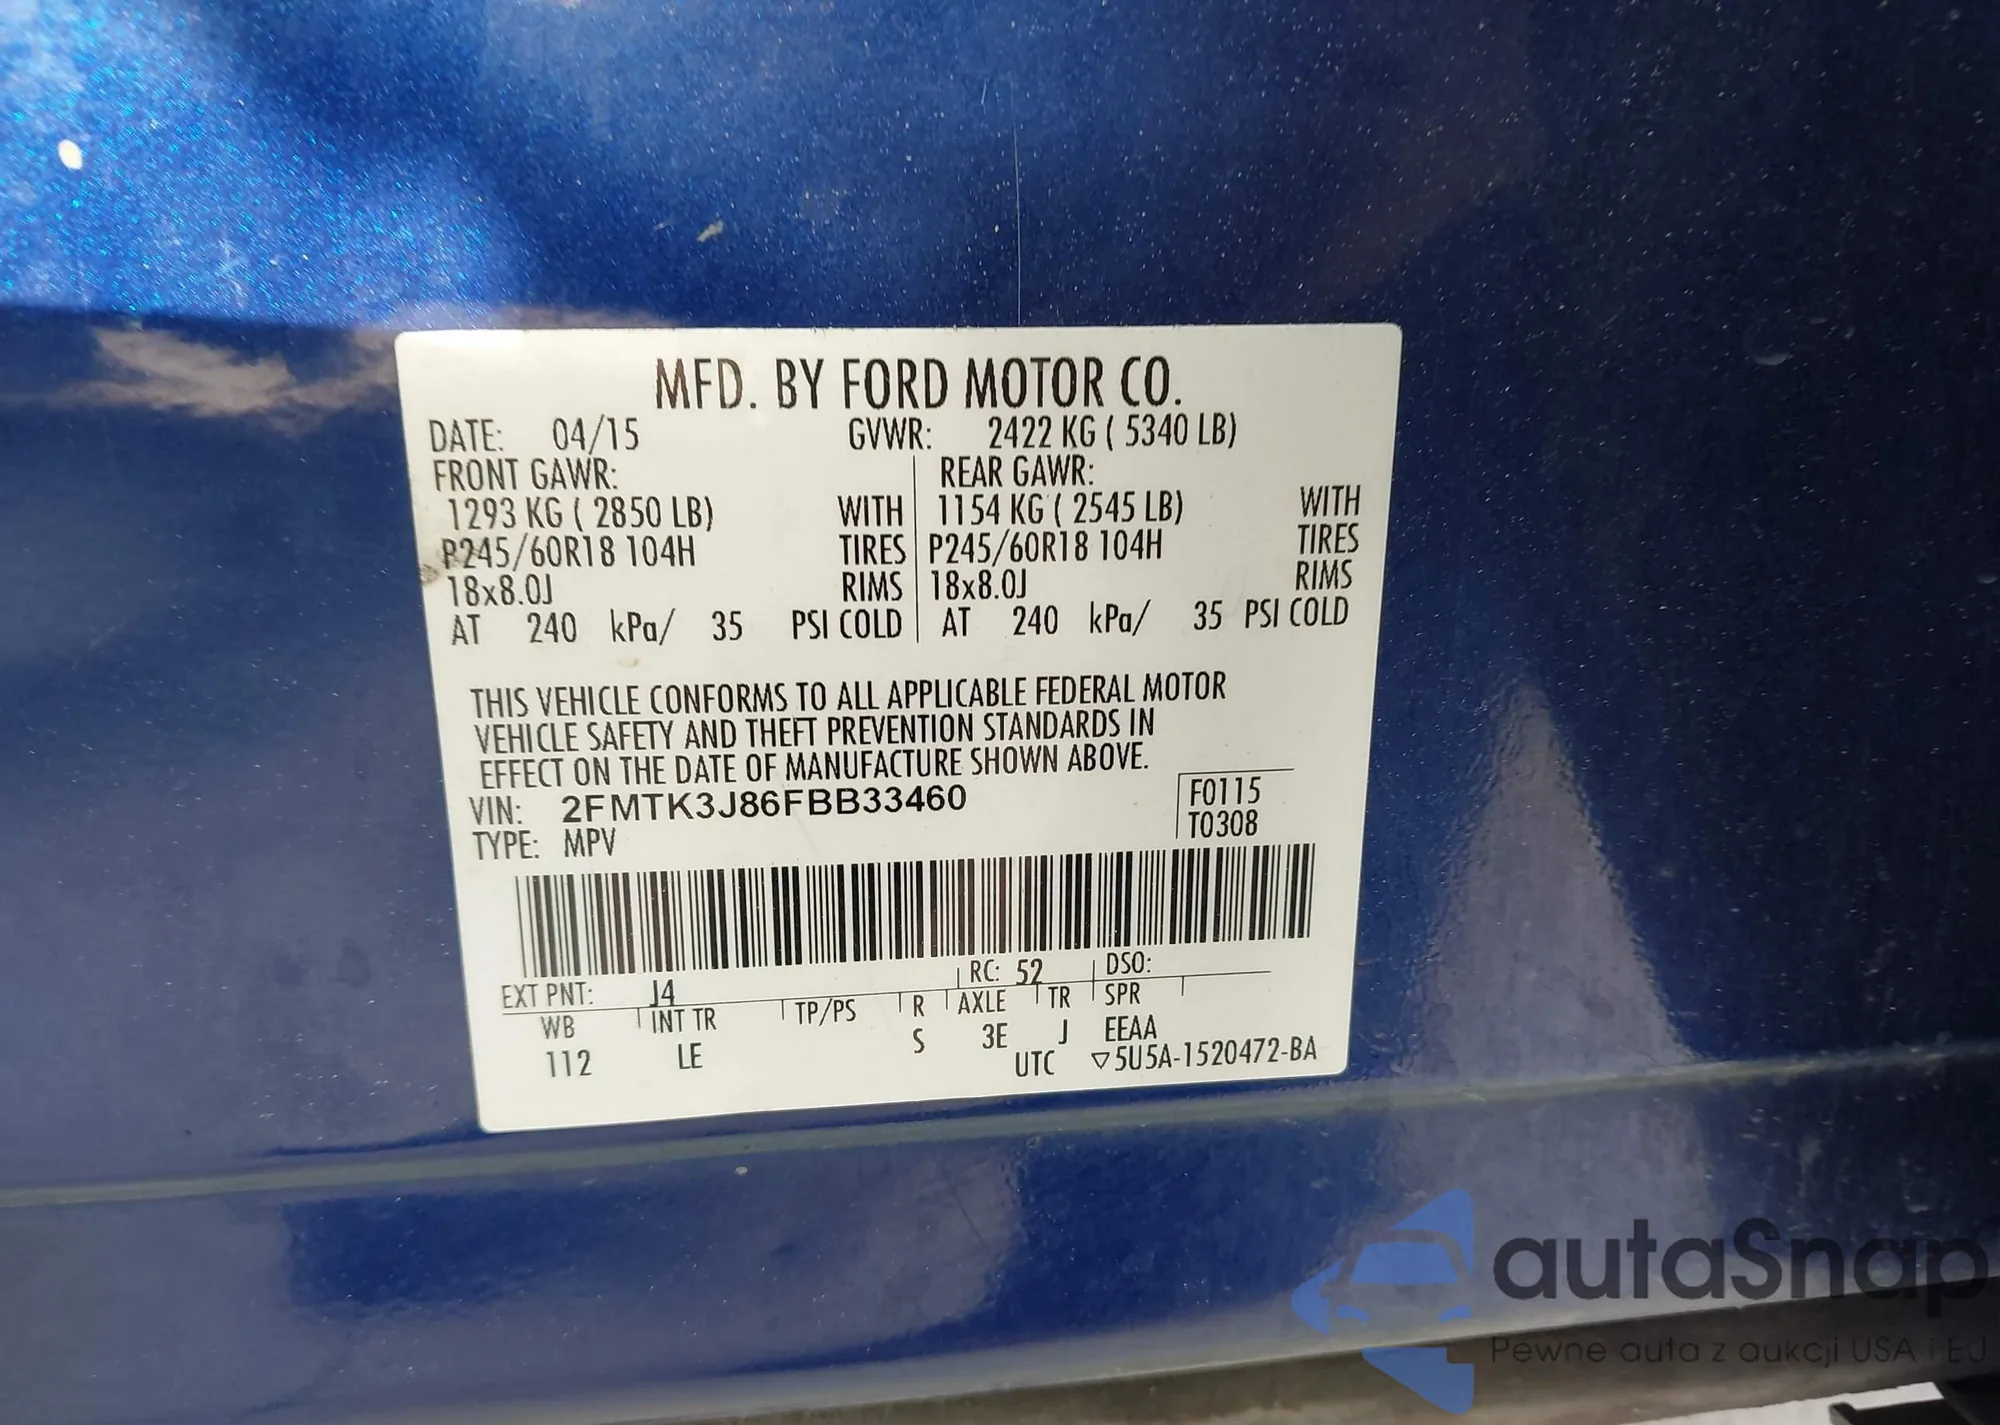 MFD. BY FORD MOTOR CO.
DATE: 04/15 GVWR: 2422 KG ( 5340 LB)
FRONT GAWR: REAR GAWR:
1293 KG ( 2850 LB) WITH 1154 KG ( 2545 LB) WITH
P245/60R18 104H TIRES P245/60R18 104H TIRES
18x8.0J RIMS 18x8.0J RIMS
AT 240 kPa/ 35 PSI COLD AT 240 kPa/ 35 PSI COLD
THIS VEHICLE CONFORMS TO ALL APPLICABLE FEDERAL MOTOR
VEHICLE SAFETY AND THEFT PREVENTION STANDARDS IN
EFFECT ON THE DATE OF MANUFACTURE SHOWN ABOVE.
VIN: 2FMTK3J86FBB33460 F0115
TYPE: MPV T0308
EXT PNT: J4 RC: 52 DSO:
WB INT TR TP/PS R AXLE TR SPR
112 LE S 3E J EEAA
UTC ▽5U5A-1520472-BA
autaSnap
Pewne auta z aukcji USA i EU